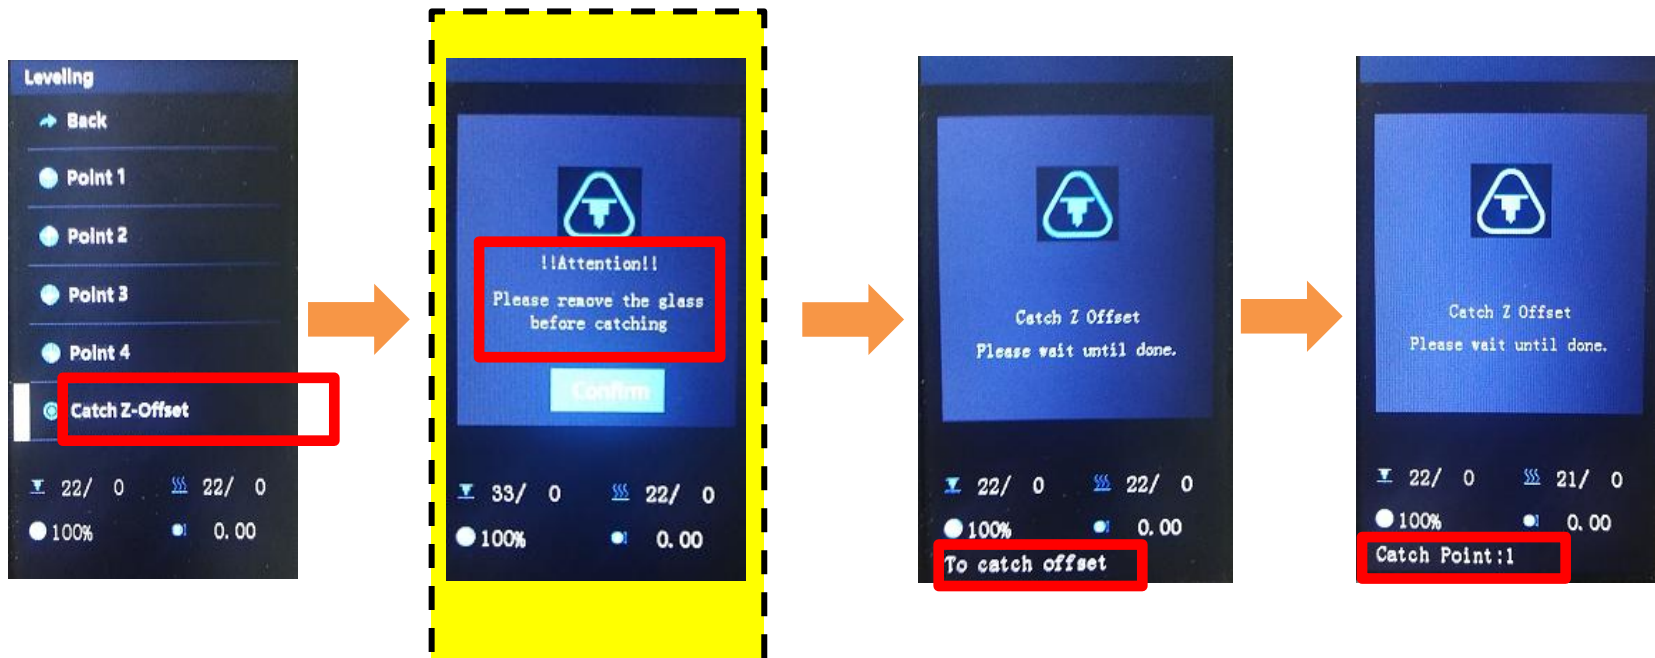 Leveling
Back
Point 1
Point 2
Point 3
Point 4
Catch Z-Offset
22/ 0 22/ 0
100% 0.00
!!Attention!!
Please remove the glass
before catching
Confirm
33/ 0 22/ 0
100% 0.00
Catch Z Offset
Please wait until done.
22/ 0 22/ 0
100% 0.00
To catch offset
Catch Z Offset
Please wait until done.
22/ 0 21/ 0
100% 0.00
Catch Point:1